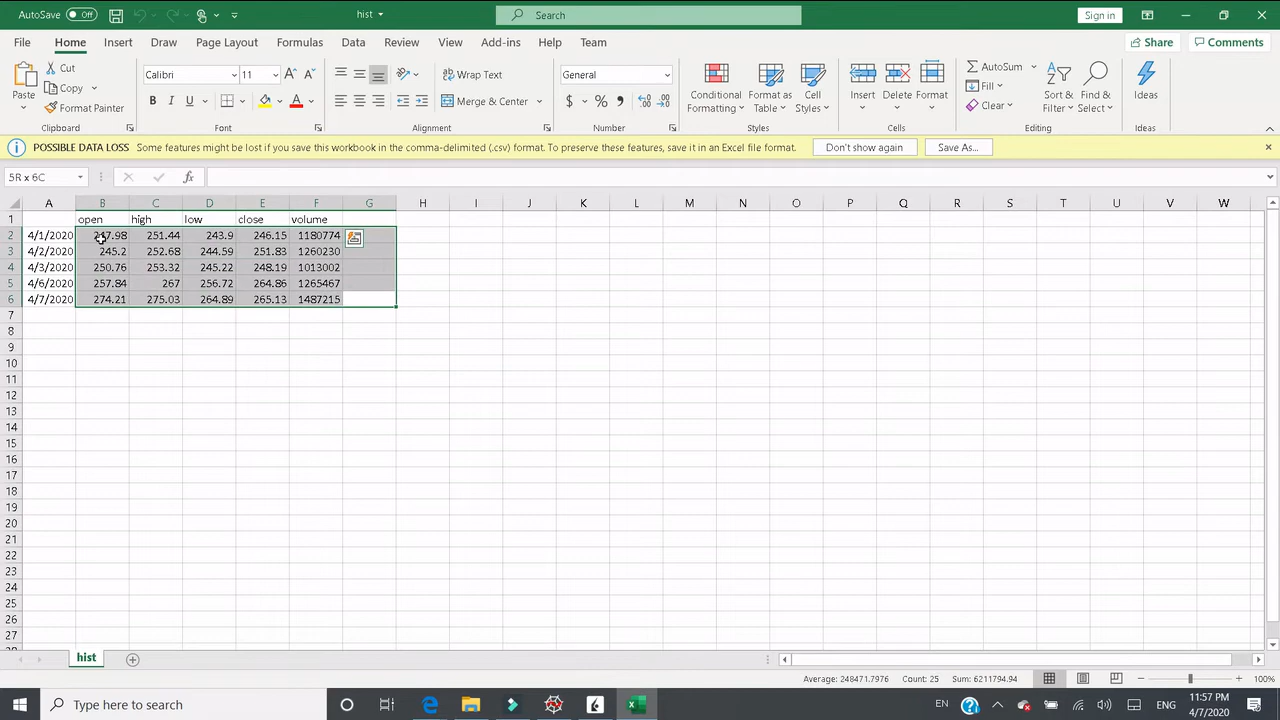 AutoSave Off hist Search Sign in
File Home Insert Draw Page Layout Formulas Data Review View Add-ins Help Team Share Comments
Paste Cut Copy Format Painter Calibri 11 Wrap Text General Conditional Formatting Format as Table Cell Styles Insert Delete Format AutoSum Fill Clear Sort & Filter Find & Select Ideas
B I U A Merge & Center $ % ,
Clipboard Font Alignment Number Styles Cells Editing Ideas
POSSIBLE DATA LOSS Some features might be lost if you save this workbook in the comma-delimited (.csv) format. To preserve these features, save it in an Excel file format. Don't show again Save As...
5R x 6C fx
A B C D E F G H I J K L M N O P Q R S T U V W
1 open high low close volume
2 4/1/2020 247.98 251.44 243.9 246.15 1180774
3 4/2/2020 245.2 252.68 244.59 251.83 1260230
4 4/3/2020 250.76 253.32 245.22 248.19 1013002
5 4/6/2020 257.84 267 256.72 264.86 1265467
6 4/7/2020 274.21 275.03 264.89 265.13 1487215
7
8
9
10
11
12
13
14
15
16
17
18
19
20
21
22
23
24
25
26
27
hist
Average: 248471.7976 Count: 25 Sum: 6211794.94 100%
Type here to search EN ENG 11:57 PM
4/7/2020